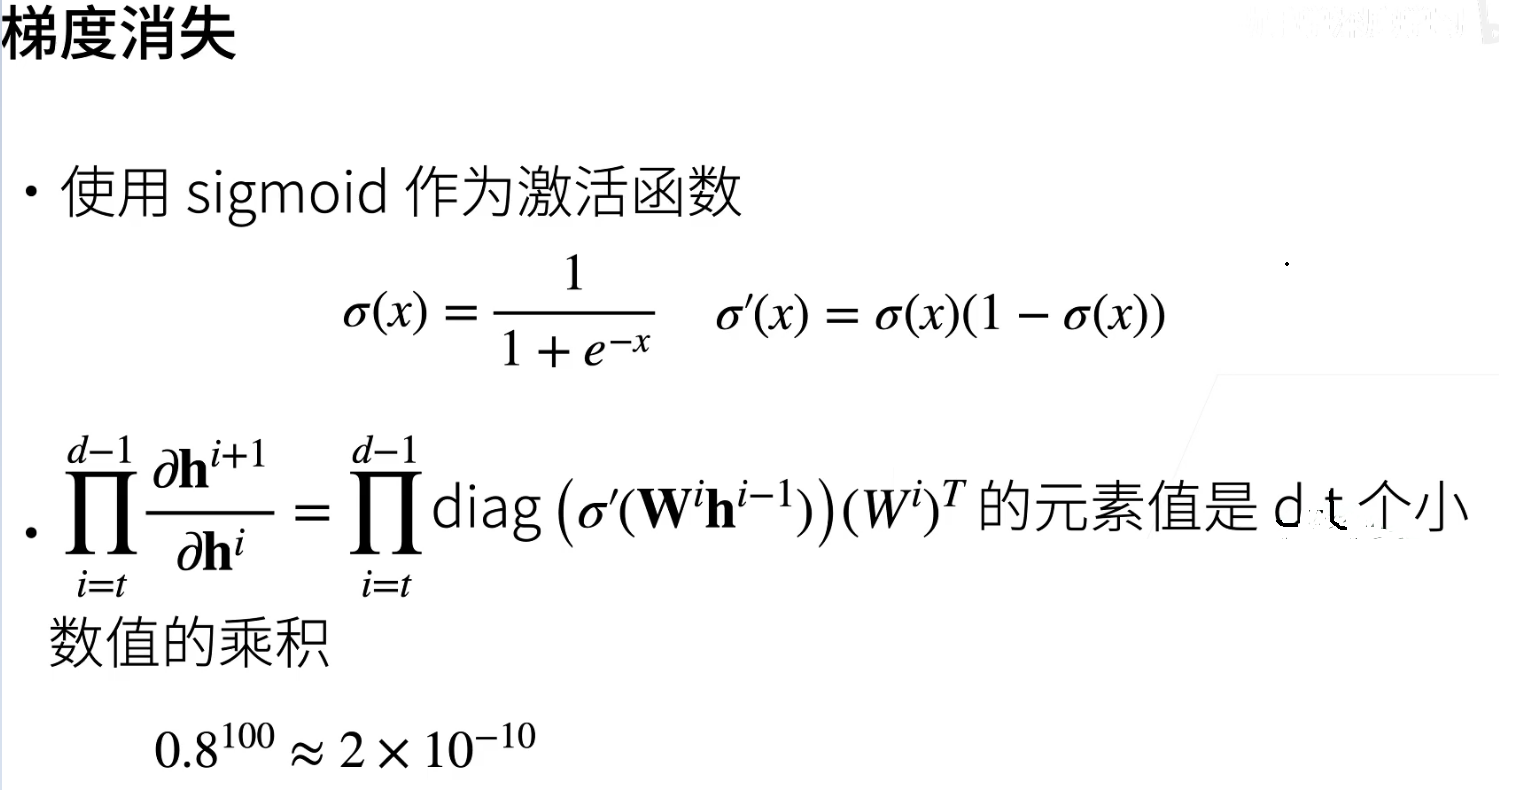 梯度消失
• 使用 sigmoid 作为激活函数
σ(x) = 1 / (1 + e^{−x})   σ′(x) = σ(x)(1 − σ(x))
• ∏_{i=t}^{d−1} ∂𝐡^{i+1} / ∂𝐡^{i} = ∏_{i=t}^{d−1} diag (σ′(𝐖^{i}𝐡^{i−1})) (W^{i})^{T} 的元素值是 d-t 个小
数值的乘积
0.8^{100} ≈ 2 × 10^{−10}